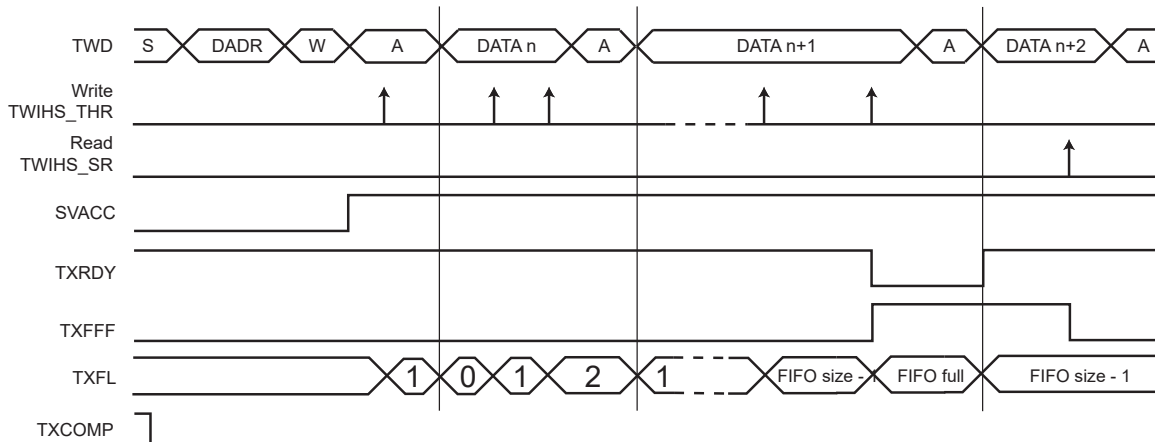 TWD S DADR W A DATA n A DATA n+1 A DATA n+2 A
Write
TWIHS_THR
Read
TWIHS_SR
SVACC
TXRDY
TXFFF
TXFL 1 0 1 2 1 FIFO size - 1 FIFO full FIFO size - 1
TXCOMP